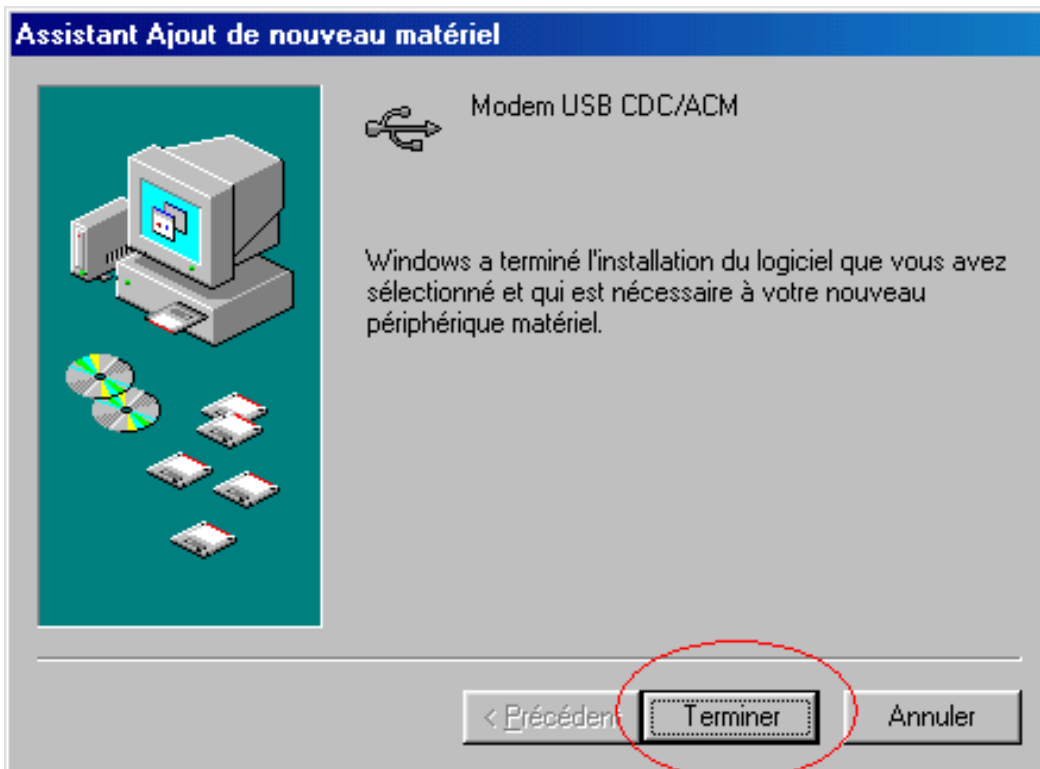 Assistant Ajout de nouveau matériel
Modem USB CDC/ACM
Windows a terminé l'installation du logiciel que vous avez
sélectionné et qui est nécessaire à votre nouveau
périphérique matériel.
< Précédent
Terminer
Annuler